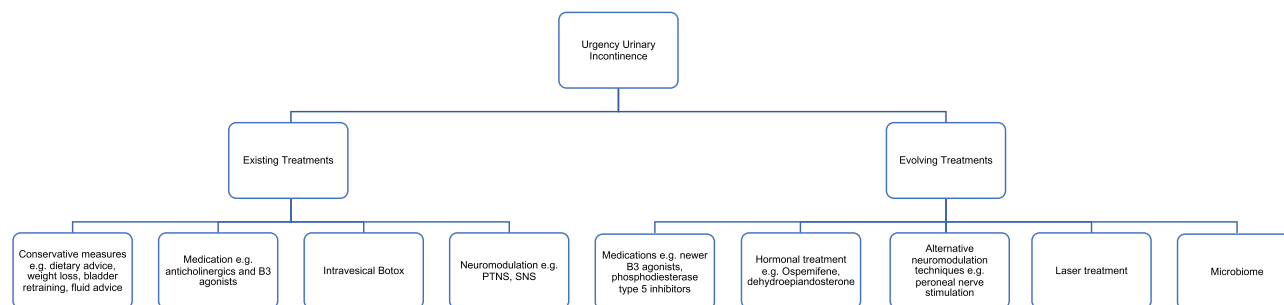 Urgency Urinary
Incontinence
Existing Treatments
Evolving Treatments
Conservative measures
e.g. dietary advice,
weight loss, bladder
retraining, fluid advice
Medication e.g.
anticholinergics and B3
agonists
Intravesical Botox
Neuromodulation e.g.
PTNS, SNS
Medications e.g. newer
B3 agonists,
phosphodiesterase
type 5 inhibitors
Hormonal treatment
e.g. Ospemifene,
dehydroepiandosterone
Alternative
neuromodulation
techniques e.g.
peroneal nerve
stimulation
Laser treatment
Microbiome